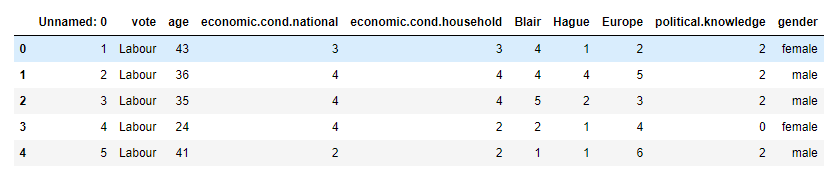 Unnamed: 0 vote age economic.cond.national economic.cond.household Blair Hague Europe political.knowledge gender
0 1 Labour 43 3 3 4 1 2 2 female
1 2 Labour 36 4 4 4 4 5 2 male
2 3 Labour 35 4 4 5 2 3 2 male
3 4 Labour 24 4 2 2 1 4 0 female
4 5 Labour 41 2 2 1 1 6 2 male